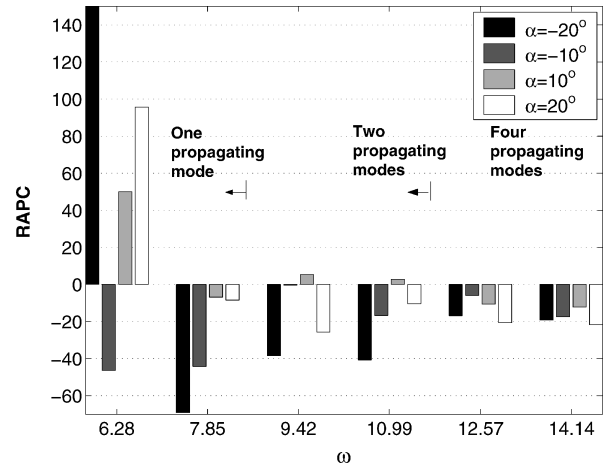 140
120
100
80
60
40
20
0
−20
−40
−60
RAPC
α=−20°
α=−10°
α=10°
α=20°
One
propagating
mode
Two
propagating
modes
Four
propagating
modes
6.28 7.85 9.42 10.99 12.57 14.14
ω